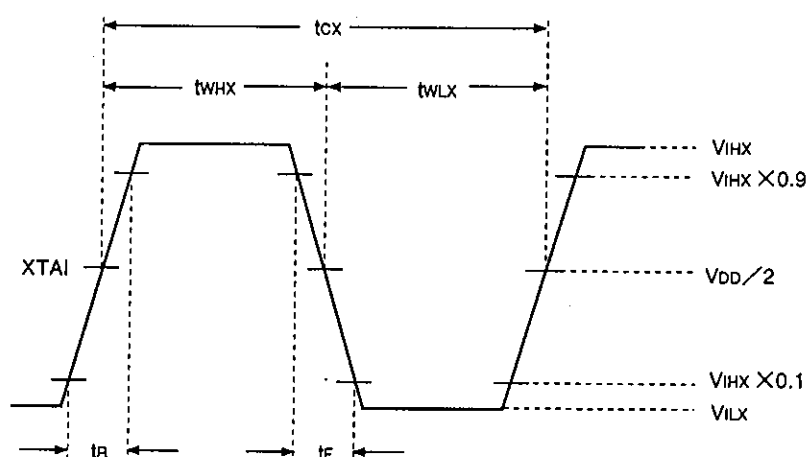 tCX
tWHX tWLX
VIHX
VIHX×0.9
XTAI
VDD/2
VIHX×0.1
VILX
tR tF